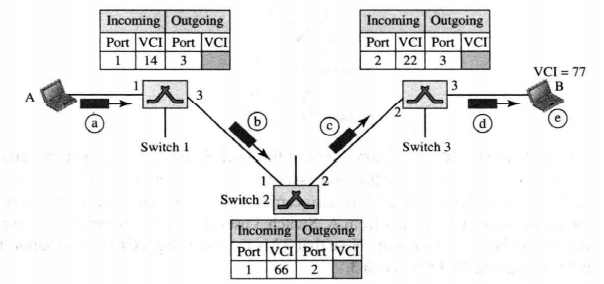 Incoming Outgoing
Port VCI Port VCI
1 14 3
Incoming Outgoing
Port VCI Port VCI
2 22 3
VCI = 77
A
1
3
a
b
c
2
3
d
B
e
Switch 1
Switch 3
1
2
Switch 2
Incoming Outgoing
Port VCI Port VCI
1 66 2